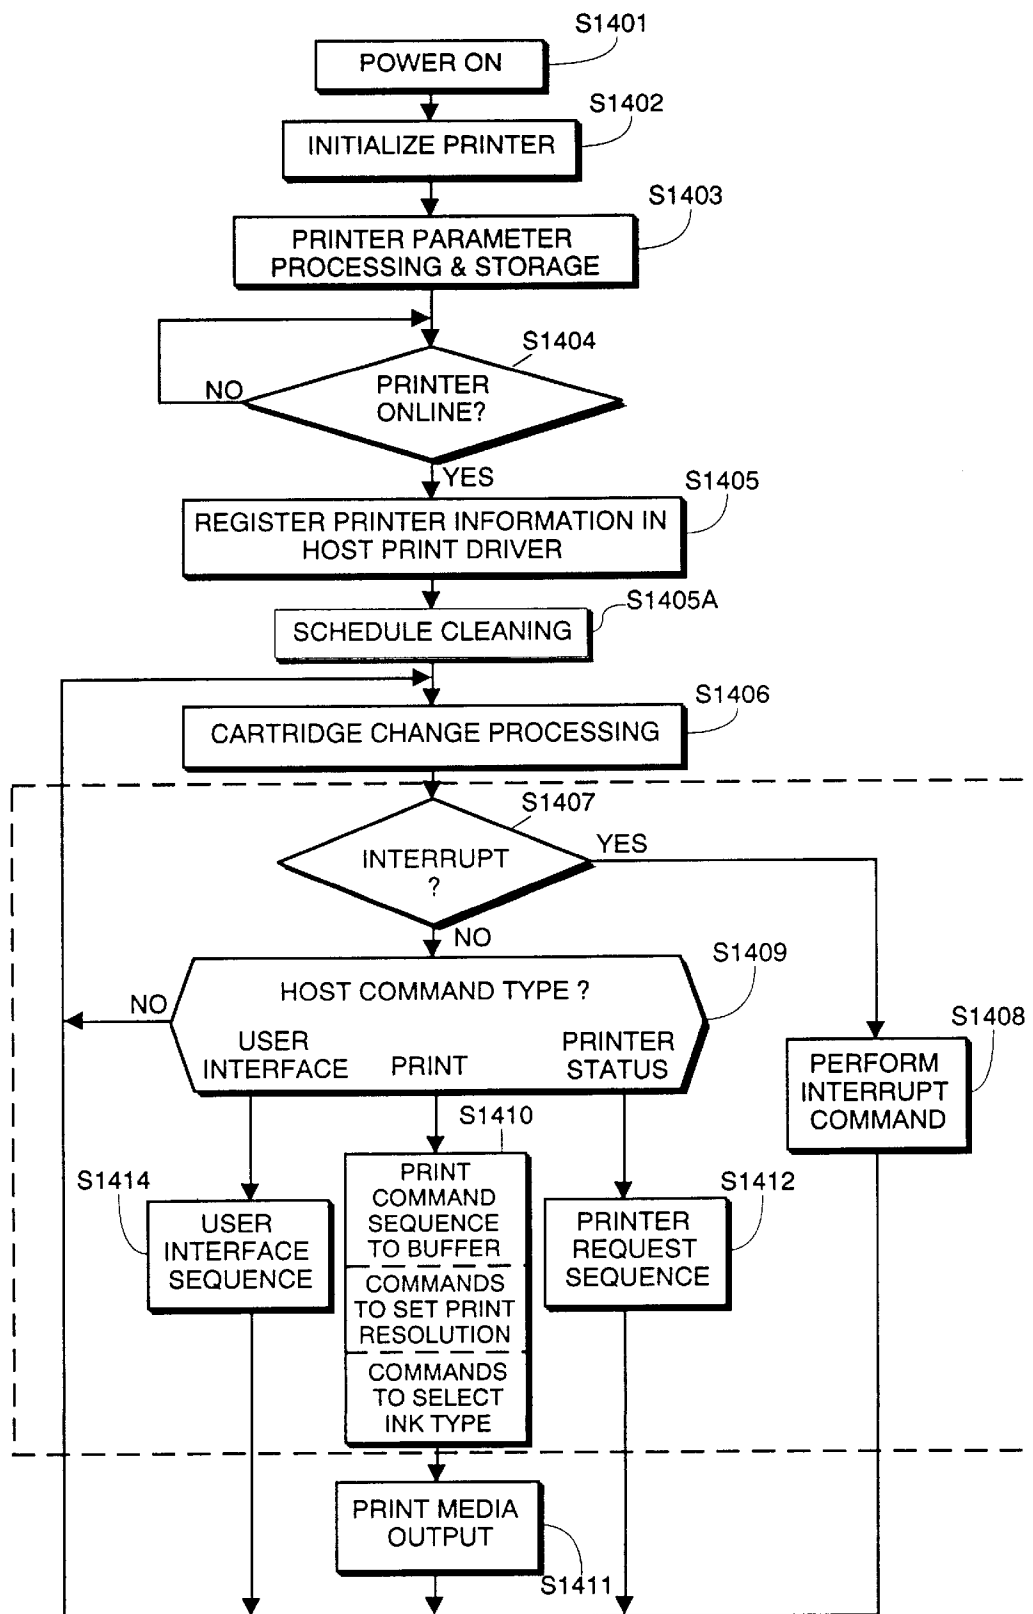 S1401
POWER ON
S1402
INITIALIZE PRINTER
S1403
PRINTER PARAMETER
PROCESSING & STORAGE
S1404
PRINTER
ONLINE?
NO
YES
S1405
REGISTER PRINTER INFORMATION IN
HOST PRINT DRIVER
S1405A
SCHEDULE CLEANING
S1406
CARTRIDGE CHANGE PROCESSING
S1407
INTERRUPT
?
YES
NO
S1409
HOST COMMAND TYPE ?
NO
USER
INTERFACE
PRINT
PRINTER
STATUS
S1408
PERFORM
INTERRUPT
COMMAND
S1414
USER
INTERFACE
SEQUENCE
S1410
PRINT
COMMAND
SEQUENCE
TO BUFFER
COMMANDS
TO SET PRINT
RESOLUTION
COMMANDS
TO SELECT
INK TYPE
S1412
PRINTER
REQUEST
SEQUENCE
PRINT MEDIA
OUTPUT
S1411